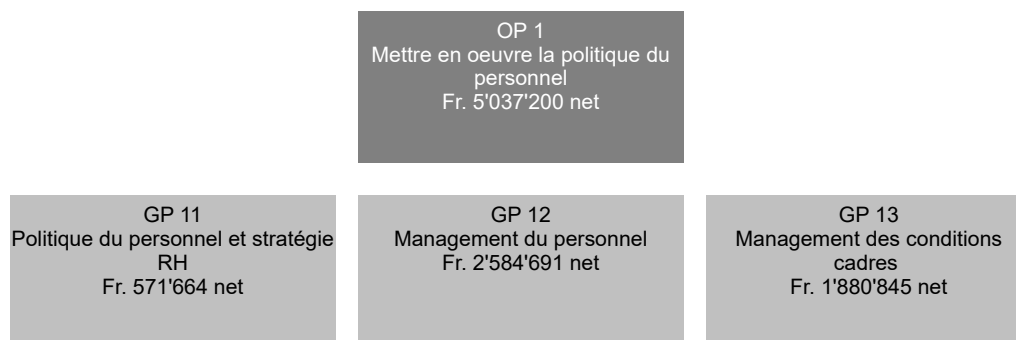 OP 1
Mettre en oeuvre la politique du
personnel
Fr. 5'037'200 net
GP 11
Politique du personnel et stratégie
RH
Fr. 571'664 net
GP 12
Management du personnel
Fr. 2'584'691 net
GP 13
Management des conditions
cadres
Fr. 1'880'845 net